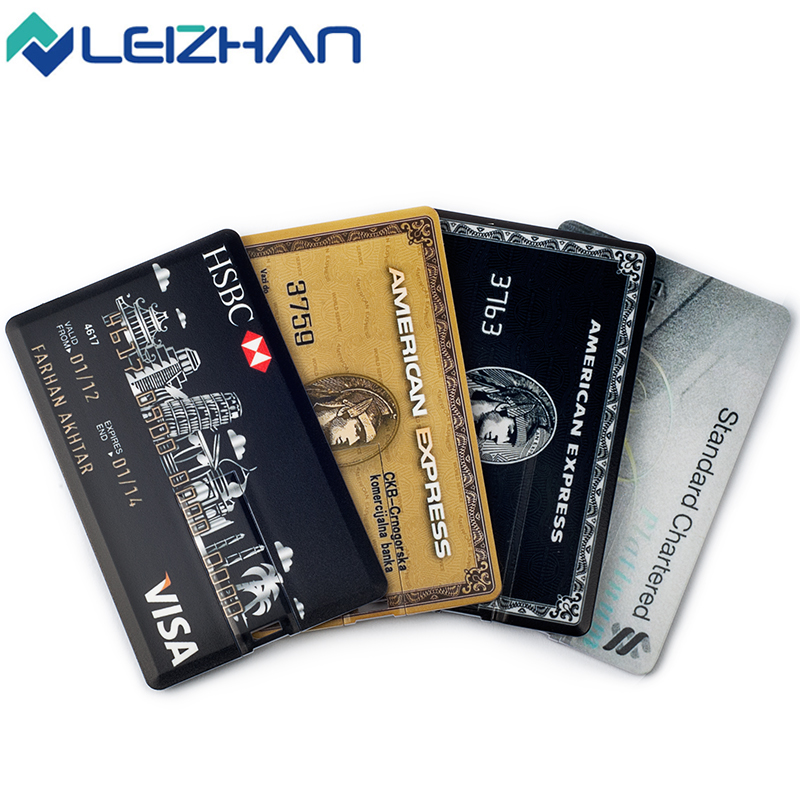 LEIZHAN
HSBC
4617
VALID
FROM▶ 01/12
EXPIRES
END ▶ 01/14
FARHAN AKHTAR
VISA
3759
AMERICAN EXPRESS
CKB-Crnogorska
komercijalna banka
3763
AMERICAN EXPRESS
Standard Chartered
Platinum